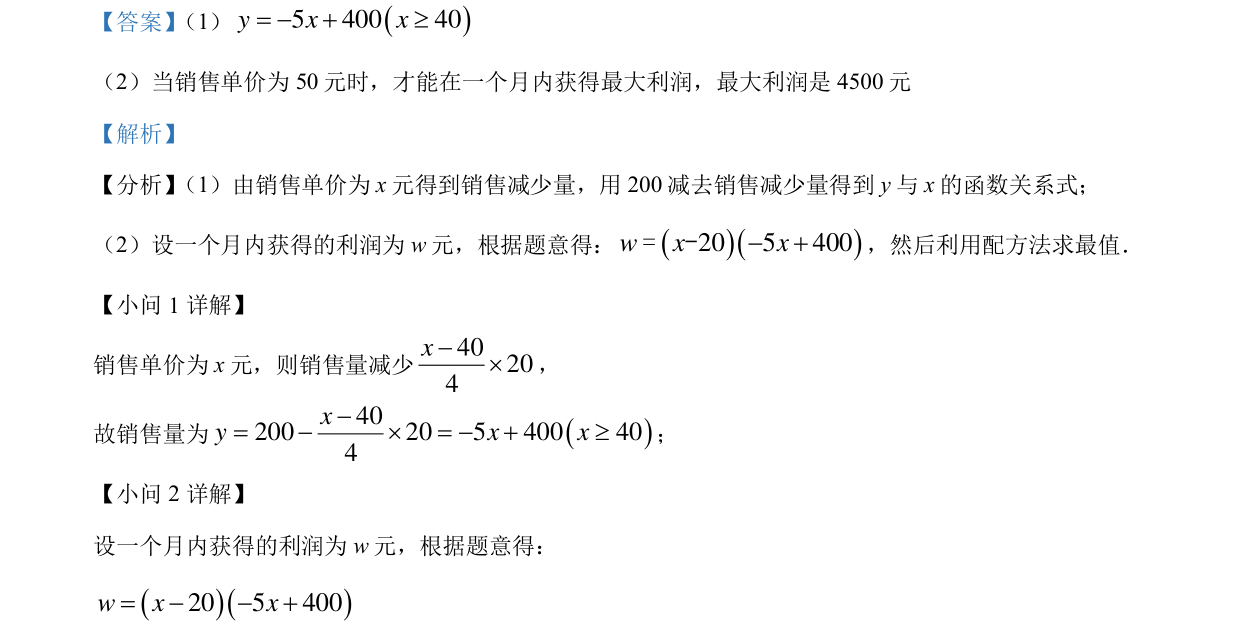 【答案】（1）y = −5x + 400(x ≥ 40)
（2）当销售单价为 50 元时，才能在一个月内获得最大利润，最大利润是 4500 元
【解析】
【分析】（1）由销售单价为 x 元得到销售减少量，用 200 减去销售减少量得到 y 与 x 的函数关系式；
（2）设一个月内获得的利润为 w 元，根据题意得：w = (x−20)(−5x + 400)，然后利用配方法求最值．
【小问 1 详解】
销售单价为 x 元，则销售量减少 \frac{x − 40}{4} × 20，
故销售量为 y = 200 − \frac{x − 40}{4} × 20 = −5x + 400(x ≥ 40)；
【小问 2 详解】
设一个月内获得的利润为 w 元，根据题意得：
w = (x − 20)(−5x + 400)